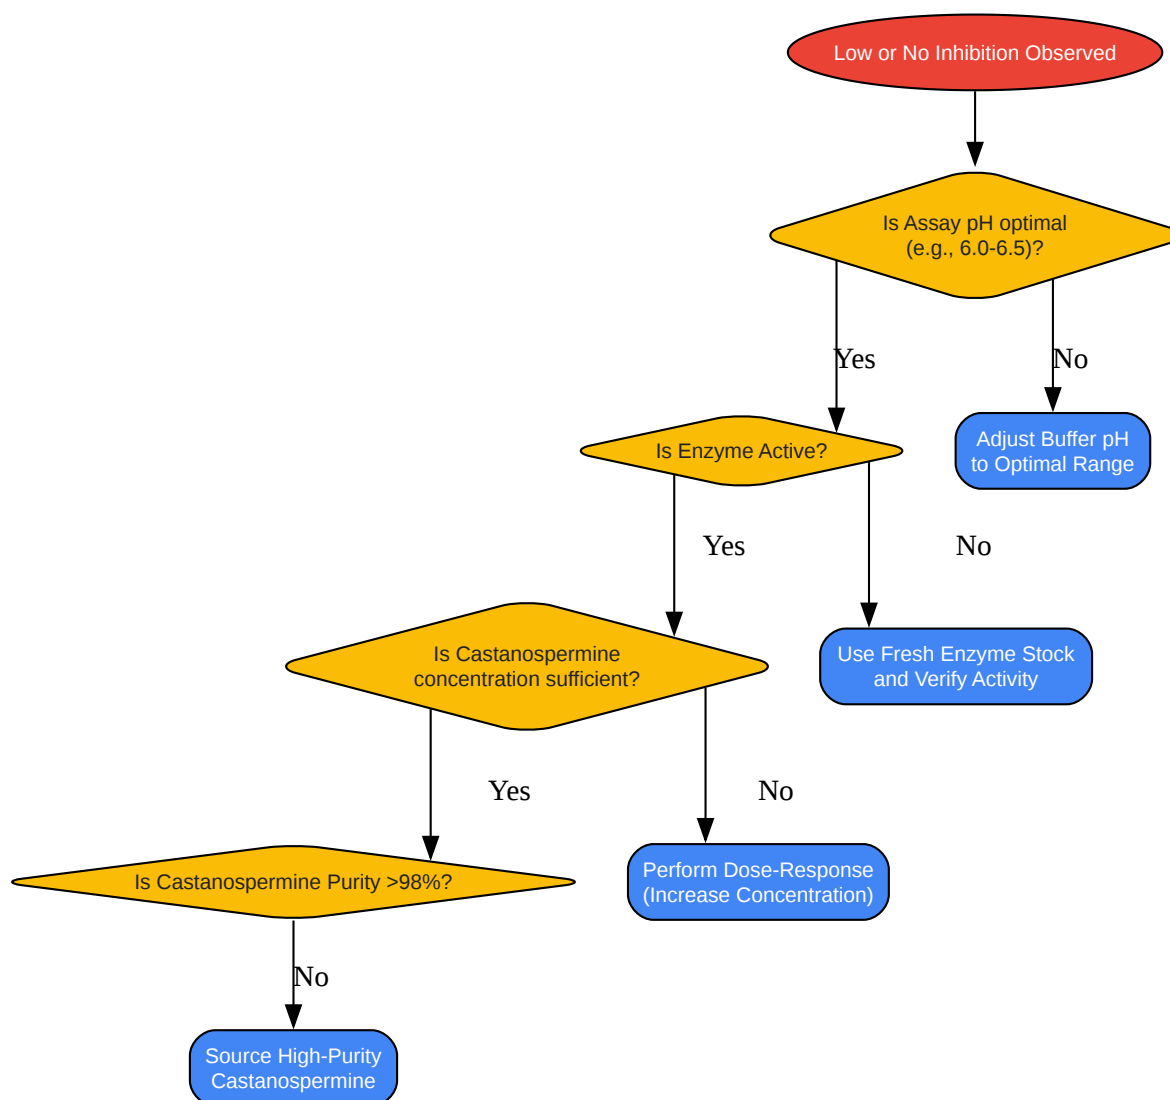 Low or No Inhibition Observed
Is Assay pH optimal
(e.g., 6.0-6.5)?
Yes
No
Adjust Buffer pH
to Optimal Range
Is Enzyme Active?
Yes
No
Use Fresh Enzyme Stock
and Verify Activity
Is Castanospermine
concentration sufficient?
Yes
No
Perform Dose-Response
(Increase Concentration)
Is Castanospermine Purity >98%?
No
Source High-Purity
Castanospermine